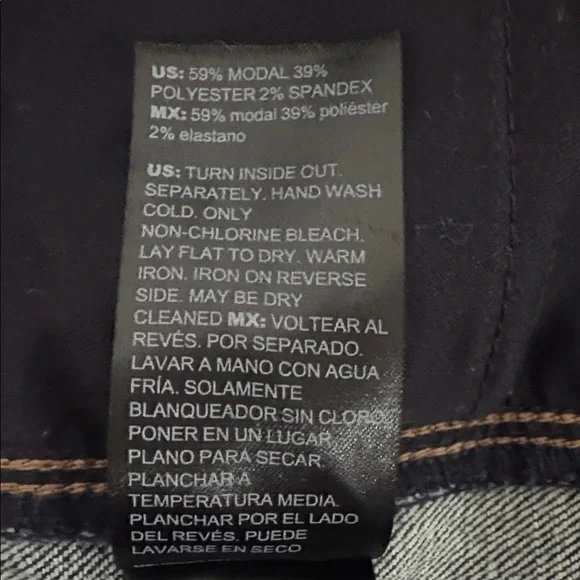 US: 59% MODAL 39%
POLYESTER 2% SPANDEX
MX: 59% modal 39% poliéster
2% elastano
US: TURN INSIDE OUT.
SEPARATELY. HAND WASH
COLD. ONLY
NON-CHLORINE BLEACH.
LAY FLAT TO DRY. WARM
IRON. IRON ON REVERSE
SIDE. MAY BE DRY
CLEANED MX: VOLTEAR AL
REVÉS. POR SEPARADO.
LAVAR A MANO CON AGUA
FRÍA. SOLAMENTE
BLANQUEADOR SIN CLORO
PONER EN UN LUGAR
PLANO PARA SECAR.
PLANCHAR A
TEMPERATURA MEDIA.
PLANCHAR POR EL LADO
DEL REVÉS. PUEDE
LAVARSE EN SECO